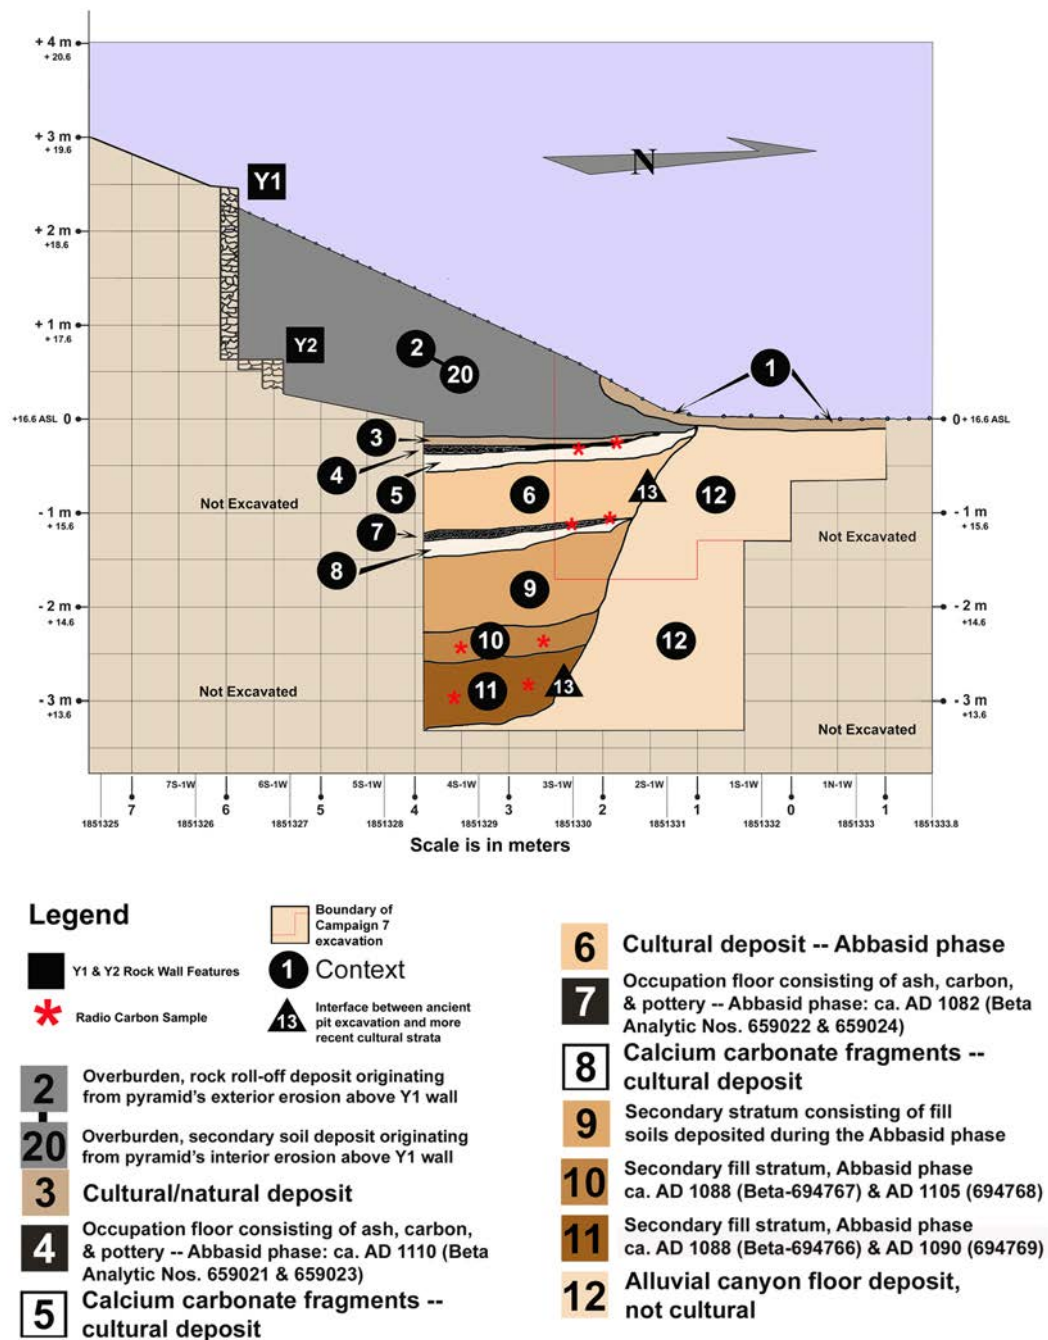 + 4 m
+ 20.6
+ 3 m
+ 19.6
Y1
N
+ 2 m
+18.6
+ 1 m
+ 17.6
Y2
2
20
1
+16.6 ASL 0
0 + 16.6 ASL
3
4
5
6
13
12
Not Excavated
- 1 m
+ 15.6
- 1 m
+ 15.6
7
Not Excavated
8
9
- 2 m
+ 14.6
- 2 m
+14.6
10
12
Not Excavated
11
13
- 3 m
+13.6
- 3 m
+13.6
Not Excavated
7S-1W 6S-1W 5S-1W 4S-1W 3S-1W 2S-1W 1S-1W 1N-1W
7 6 5 4 3 2 1 0 1
1851325 1851326 1851327 1851328 1851329 1851330 1851331 1851332 1851333 1851333.8
Scale is in meters
Legend
Y1 & Y2 Rock Wall Features
Radio Carbon Sample
Boundary of
Campaign 7
excavation
1 Context
13
Interface between ancient
pit excavation and more
recent cultural strata
2
Overburden, rock roll-off deposit originating
from pyramid's exterior erosion above Y1 wall
20
Overburden, secondary soil deposit originating
from pyramid's interior erosion above Y1 wall
3
Cultural/natural deposit
4
Occupation floor consisting of ash, carbon,
& pottery -- Abbasid phase: ca. AD 1110 (Beta
Analytic Nos. 659021 & 659023)
5
Calcium carbonate fragments --
cultural deposit
6
Cultural deposit -- Abbasid phase
7
Occupation floor consisting of ash, carbon,
& pottery -- Abbasid phase: ca. AD 1082 (Beta
Analytic Nos. 659022 & 659024)
8
Calcium carbonate fragments --
cultural deposit
9
Secondary stratum consisting of fill
soils deposited during the Abbasid phase
10
Secondary fill stratum, Abbasid phase
ca. AD 1088 (Beta-694767) & AD 1105 (694768)
11
Secondary fill stratum, Abbasid phase
ca. AD 1088 (Beta-694766) & AD 1090 (694769)
12
Alluvial canyon floor deposit,
not cultural